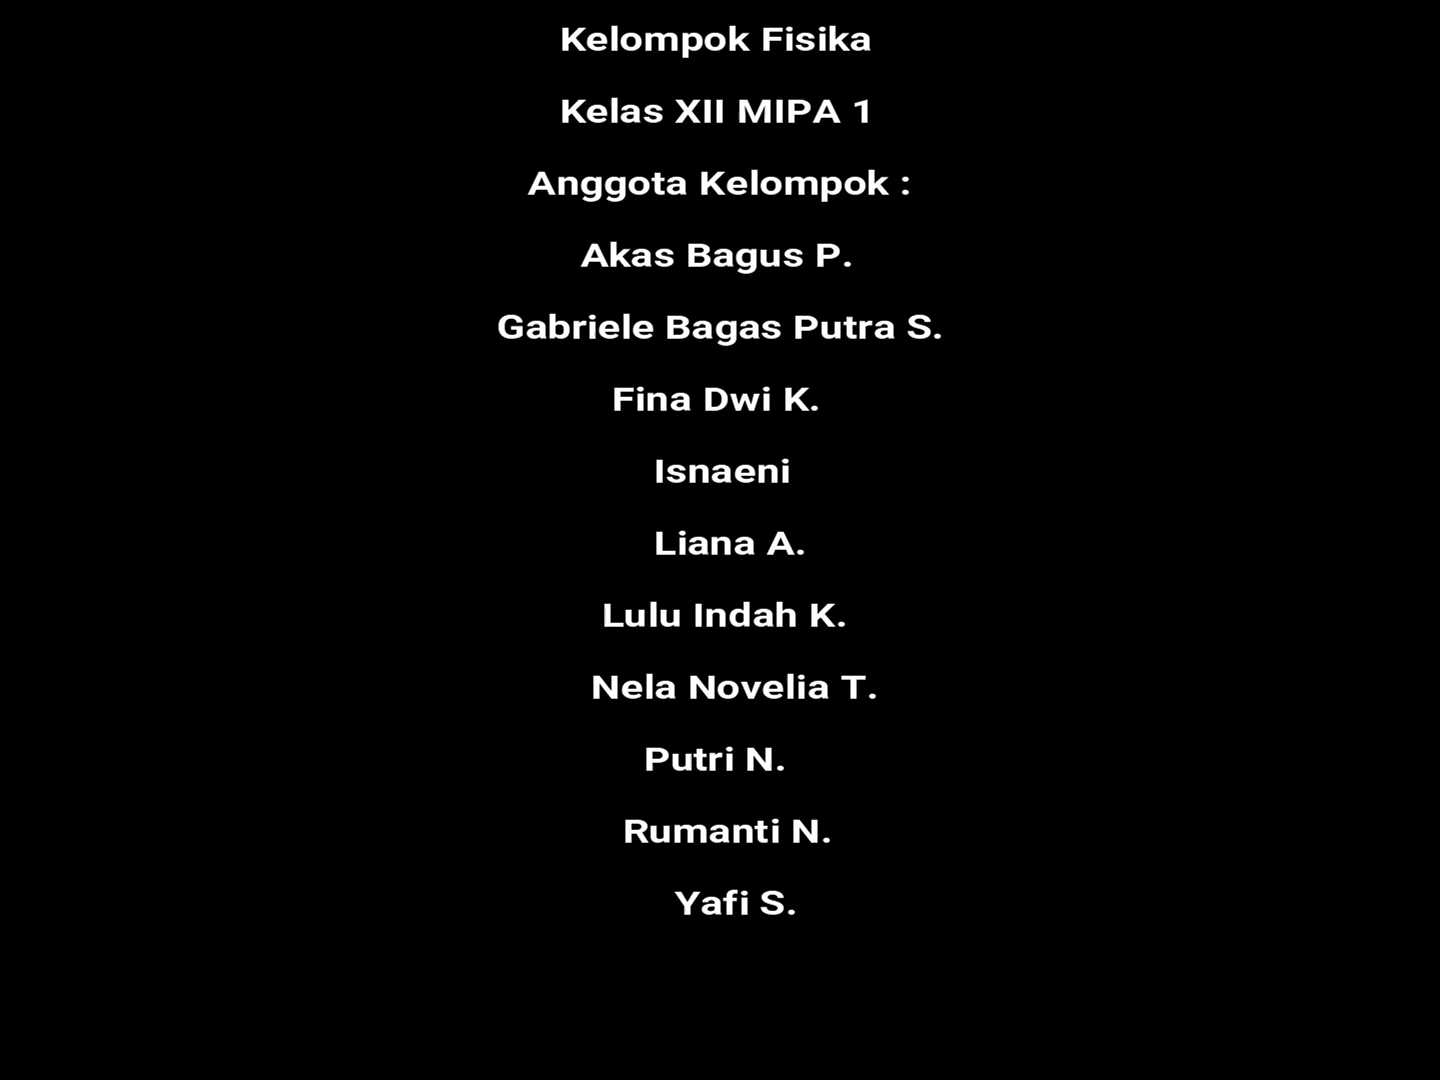 Kelompok Fisika
Kelas XII MIPA 1
Anggota Kelompok :
Akas Bagus P.
Gabriele Bagas Putra S.
Fina Dwi K.
Isnaeni
Liana A.
Lulu Indah K.
Nela Novelia T.
Putri N.
Rumanti N.
Yafi S.